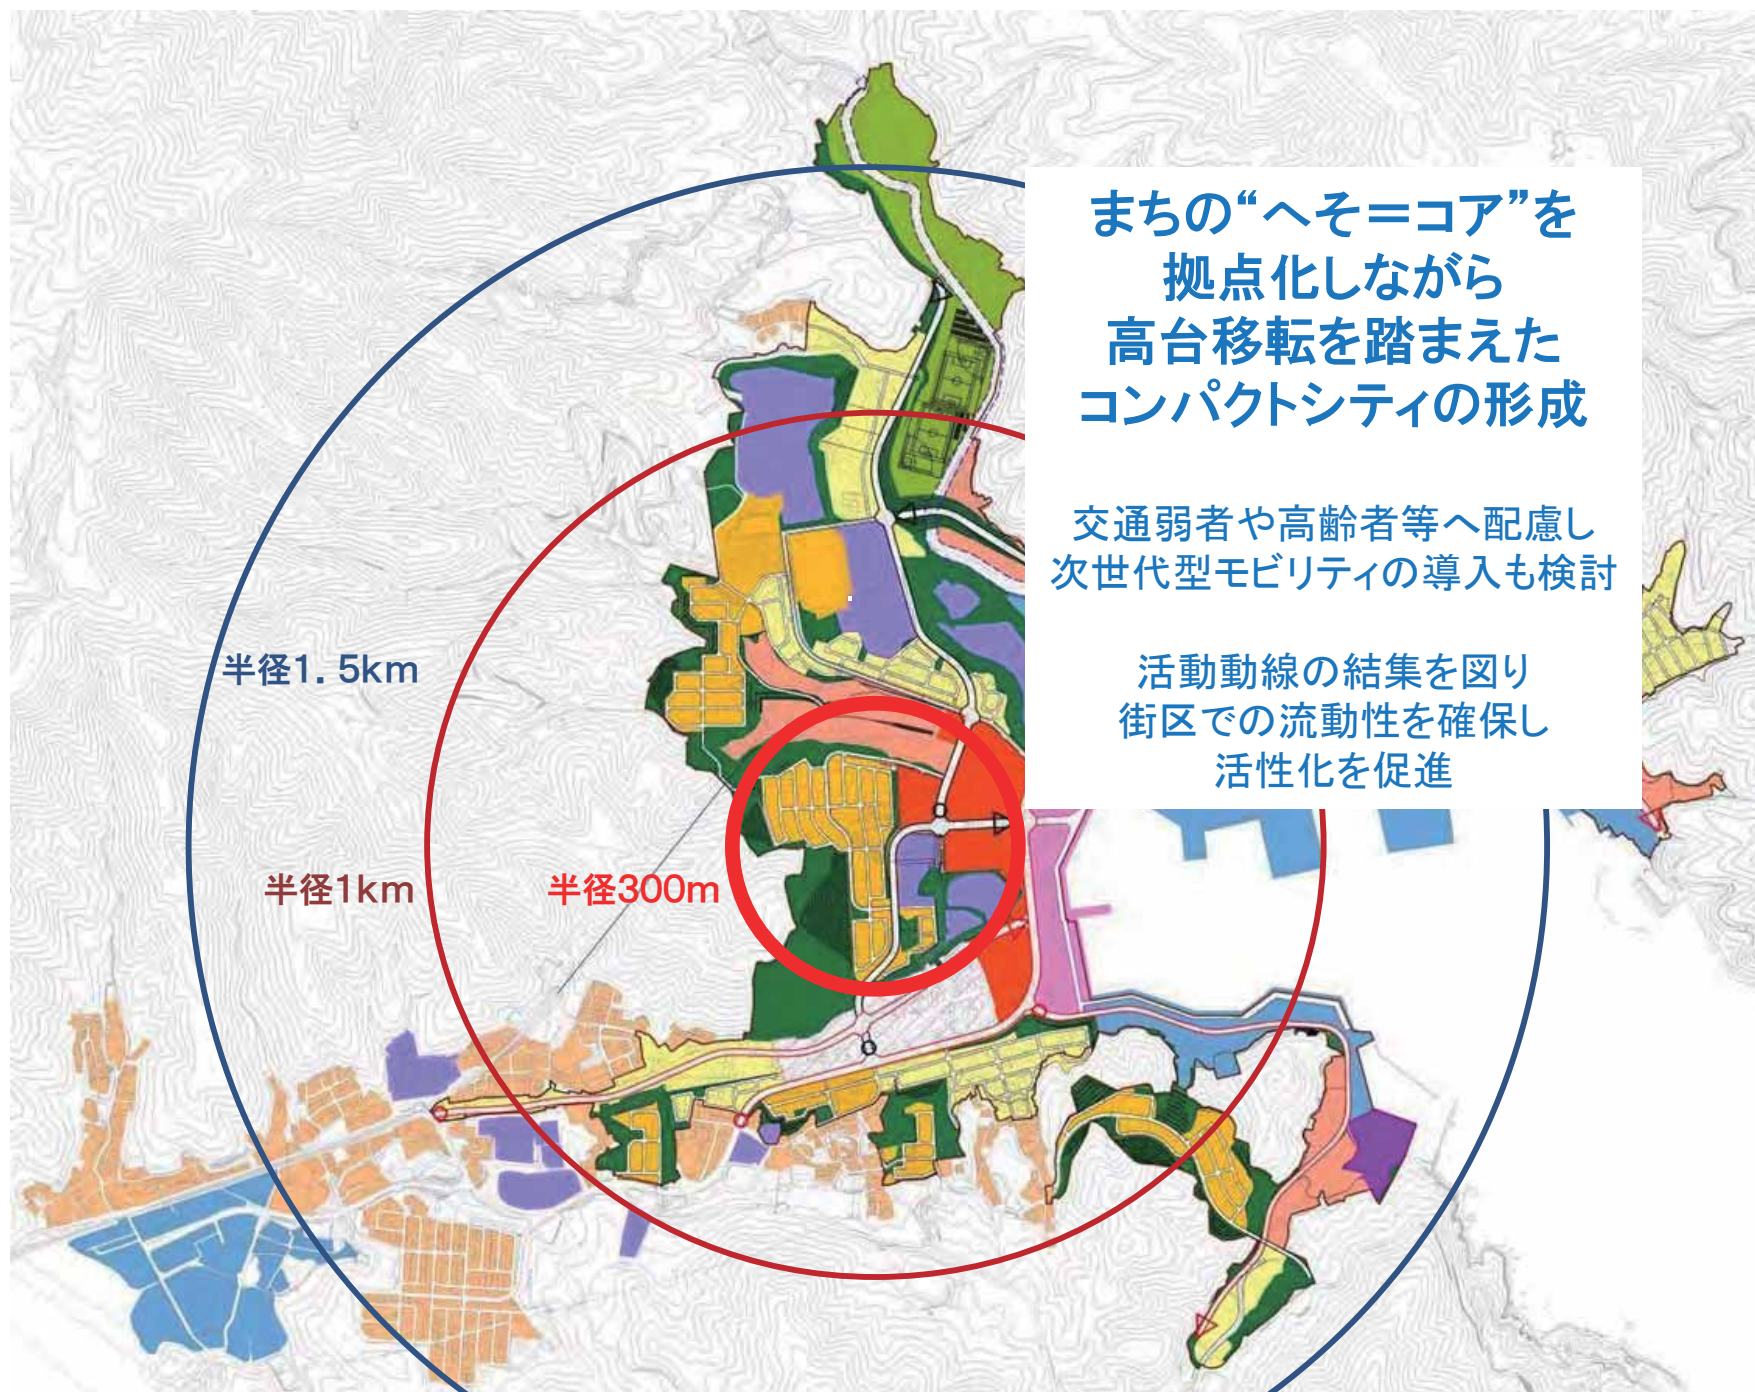 まちの“へそ＝コア”を
拠点化しながら
高台移転を踏まえた
コンパクトシティの形成
交通弱者や高齢者等へ配慮し
次世代型モビリティの導入も検討
活動動線の結集を図り
街区での流動性を確保し
活性化を促進
半径1．5km
半径1km
半径300m